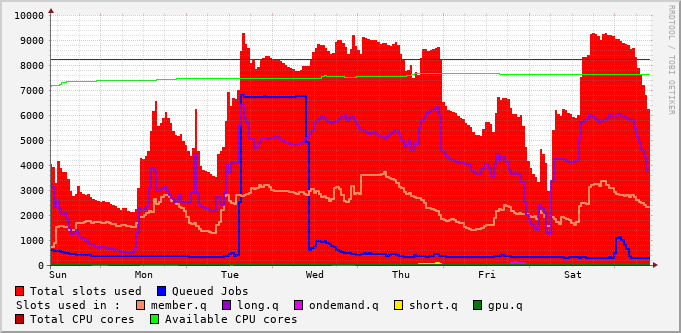 RRDTOOL / TOBI OETIKER
10000
9000
8000
7000
6000
5000
4000
3000
2000
1000
0
Sun Mon Tue Wed Thu Fri Sat
Total slots used Queued Jobs
Slots used in : member.q long.q ondemand.q short.q gpu.q
Total CPU cores Available CPU cores